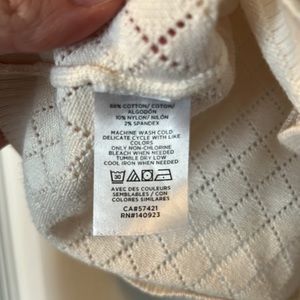 88% COTTON/ COTON/
ALGODÓN
10% NYLON/ NILÓN
2% SPANDEX
MACHINE WASH COLD
DELICATE CYCLE WITH LIKE
COLORS
ONLY NON-CHLORINE
BLEACH WHEN NEEDED
TUMBLE DRY LOW
COOL IRON WHEN NEEDED
30
AVEC DES COULEURS
SEMBLABLES / CON
COLORES SIMILARES
CA#57421
RN#140923